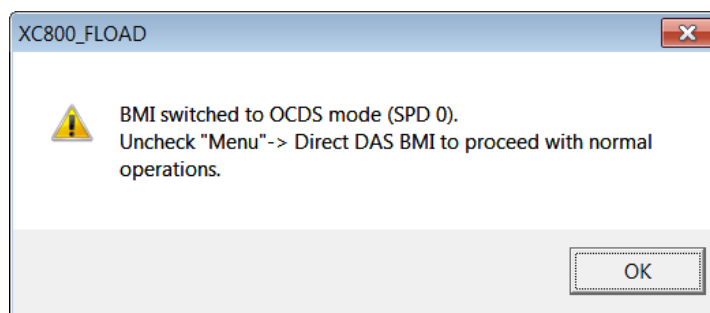 XC800_FLOAD
BMI switched to OCDS mode (SPD 0).
Uncheck "Menu"-> Direct DAS BMI to proceed with normal
operations.
OK